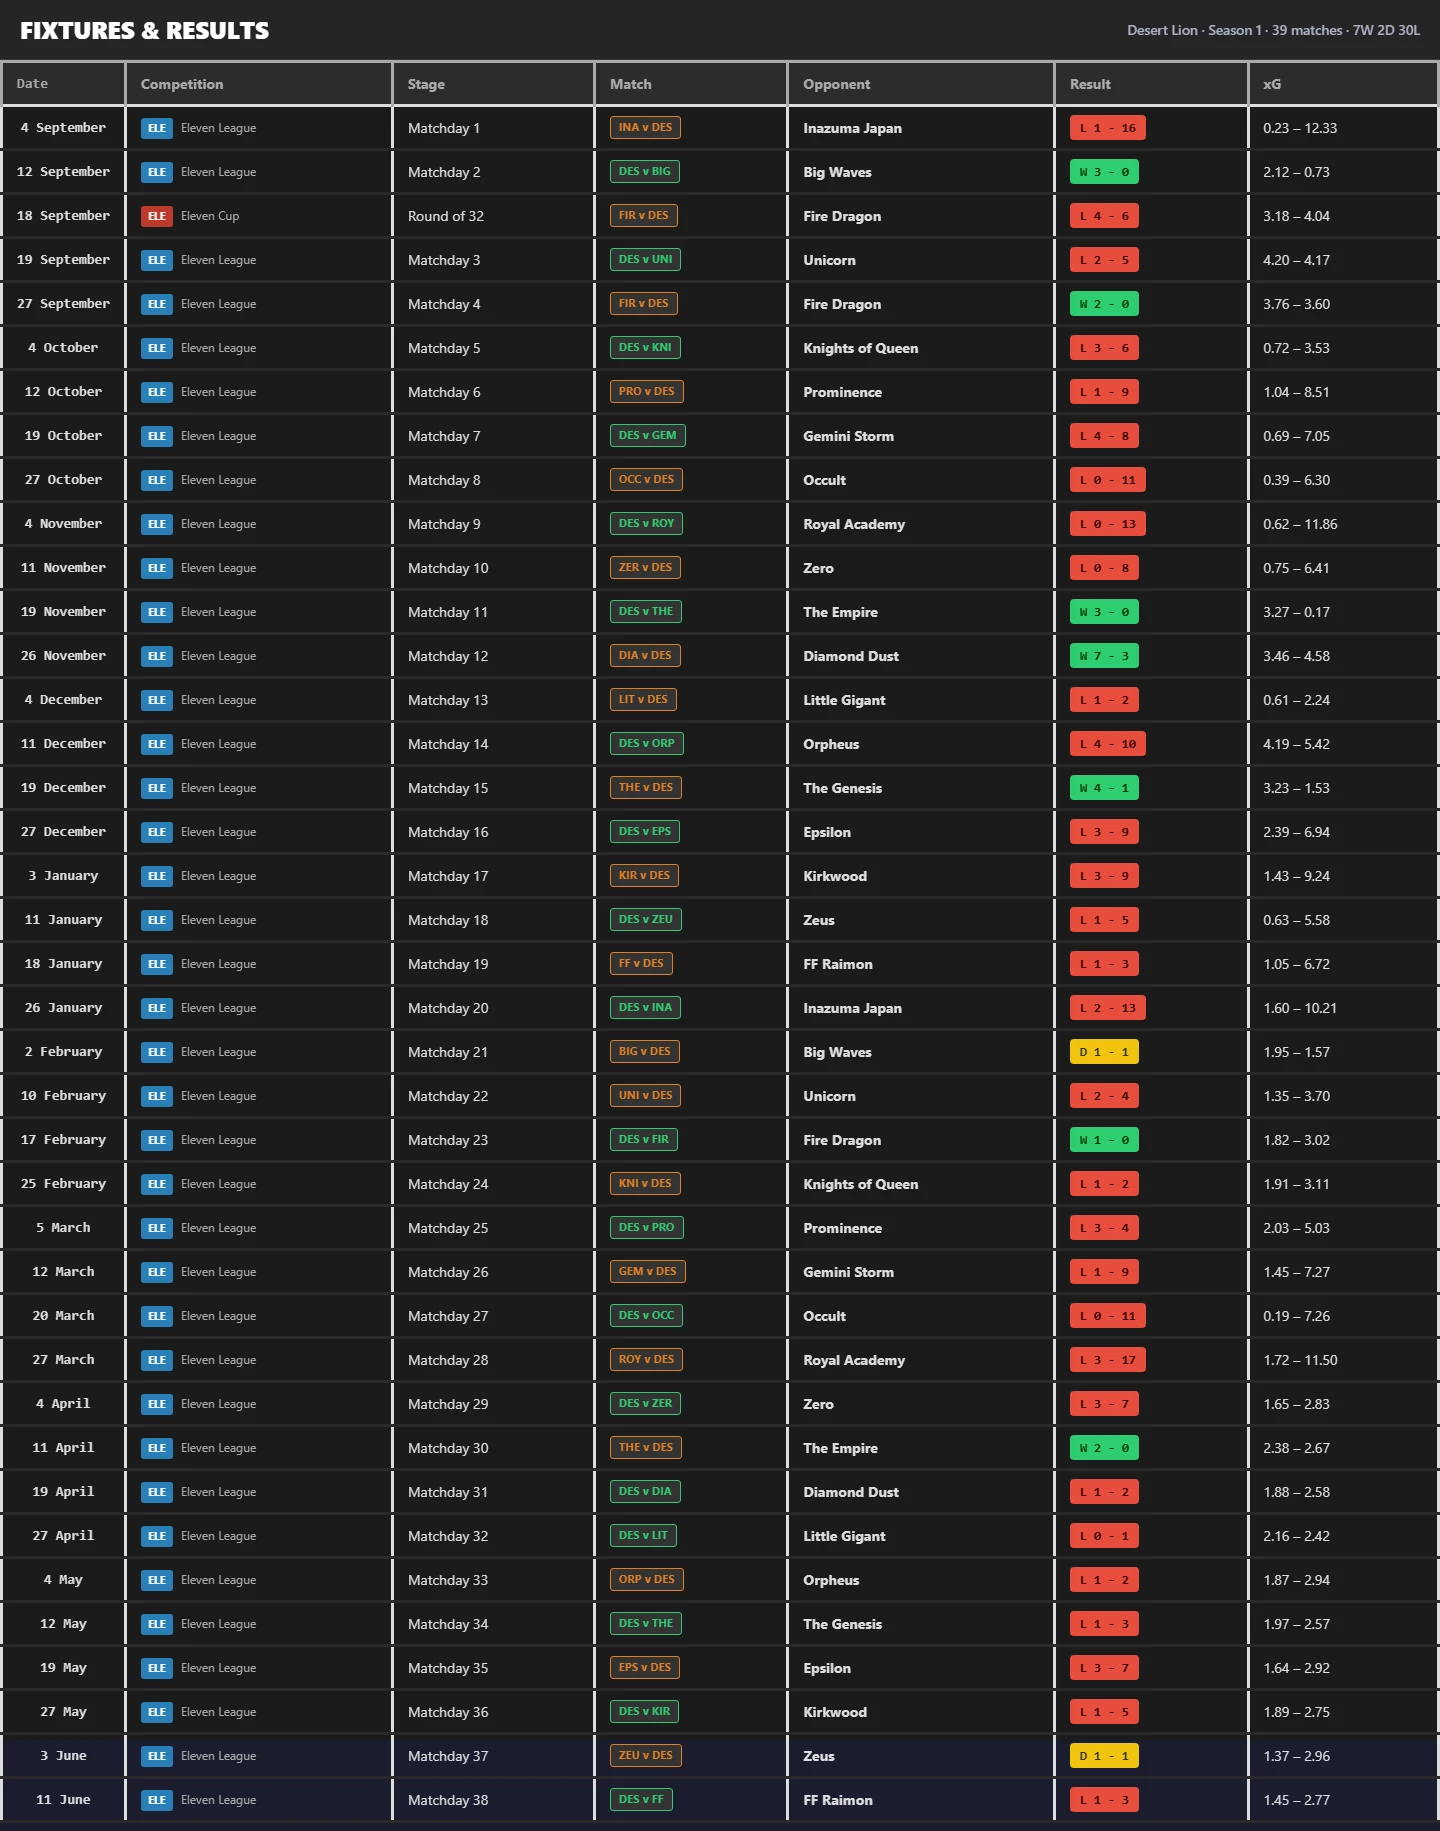 FIXTURES & RESULTS
Desert Lion · Season 1 · 39 matches · 7W 2D 30L
Date Competition Stage Match Opponent Result xG
4 September ELE Eleven League Matchday 1 INA v DES Inazuma Japan L 1 - 16 0.23 – 12.33
12 September ELE Eleven League Matchday 2 DES v BIG Big Waves W 3 - 0 2.12 – 0.73
18 September ELE Eleven Cup Round of 32 FIR v DES Fire Dragon L 4 - 6 3.18 – 4.04
19 September ELE Eleven League Matchday 3 DES v UNI Unicorn L 2 - 5 4.20 – 4.17
27 September ELE Eleven League Matchday 4 FIR v DES Fire Dragon W 2 - 0 3.76 – 3.60
4 October ELE Eleven League Matchday 5 DES v KNI Knights of Queen L 3 - 6 0.72 – 3.53
12 October ELE Eleven League Matchday 6 PRO v DES Prominence L 1 - 9 1.04 – 8.51
19 October ELE Eleven League Matchday 7 DES v GEM Gemini Storm L 4 - 8 0.69 – 7.05
27 October ELE Eleven League Matchday 8 OCC v DES Occult L 0 - 11 0.39 – 6.30
4 November ELE Eleven League Matchday 9 DES v ROY Royal Academy L 0 - 13 0.62 – 11.86
11 November ELE Eleven League Matchday 10 ZER v DES Zero L 0 - 8 0.75 – 6.41
19 November ELE Eleven League Matchday 11 DES v THE The Empire W 3 - 0 3.27 – 0.17
26 November ELE Eleven League Matchday 12 DIA v DES Diamond Dust W 7 - 3 3.46 – 4.58
4 December ELE Eleven League Matchday 13 LIT v DES Little Gigant L 1 - 2 0.61 – 2.24
11 December ELE Eleven League Matchday 14 DES v ORP Orpheus L 4 - 10 4.19 – 5.42
19 December ELE Eleven League Matchday 15 THE v DES The Genesis W 4 - 1 3.23 – 1.53
27 December ELE Eleven League Matchday 16 DES v EPS Epsilon L 3 - 9 2.39 – 6.94
3 January ELE Eleven League Matchday 17 KIR v DES Kirkwood L 3 - 9 1.43 – 9.24
11 January ELE Eleven League Matchday 18 DES v ZEU Zeus L 1 - 5 0.63 – 5.58
18 January ELE Eleven League Matchday 19 FF v DES FF Raimon L 1 - 3 1.05 – 6.72
26 January ELE Eleven League Matchday 20 DES v INA Inazuma Japan L 2 - 13 1.60 – 10.21
2 February ELE Eleven League Matchday 21 BIG v DES Big Waves D 1 - 1 1.95 – 1.57
10 February ELE Eleven League Matchday 22 UNI v DES Unicorn L 2 - 4 1.35 – 3.70
17 February ELE Eleven League Matchday 23 DES v FIR Fire Dragon W 1 - 0 1.82 – 3.02
25 February ELE Eleven League Matchday 24 KNI v DES Knights of Queen L 1 - 2 1.91 – 3.11
5 March ELE Eleven League Matchday 25 DES v PRO Prominence L 3 - 4 2.03 – 5.03
12 March ELE Eleven League Matchday 26 GEM v DES Gemini Storm L 1 - 9 1.45 – 7.27
20 March ELE Eleven League Matchday 27 DES v OCC Occult L 0 - 11 0.19 – 7.26
27 March ELE Eleven League Matchday 28 ROY v DES Royal Academy L 3 - 17 1.72 – 11.50
4 April ELE Eleven League Matchday 29 DES v ZER Zero L 3 - 7 1.65 – 2.83
11 April ELE Eleven League Matchday 30 THE v DES The Empire W 2 - 0 2.38 – 2.67
19 April ELE Eleven League Matchday 31 DES v DIA Diamond Dust L 1 - 2 1.88 – 2.58
27 April ELE Eleven League Matchday 32 DES v LIT Little Gigant L 0 - 1 2.16 – 2.42
4 May ELE Eleven League Matchday 33 ORP v DES Orpheus L 1 - 2 1.87 – 2.94
12 May ELE Eleven League Matchday 34 DES v THE The Genesis L 1 - 3 1.97 – 2.57
19 May ELE Eleven League Matchday 35 EPS v DES Epsilon L 3 - 7 1.64 – 2.92
27 May ELE Eleven League Matchday 36 DES v KIR Kirkwood L 1 - 5 1.89 – 2.75
3 June ELE Eleven League Matchday 37 ZEU v DES Zeus D 1 - 1 1.37 – 2.96
11 June ELE Eleven League Matchday 38 DES v FF FF Raimon L 1 - 3 1.45 – 2.77